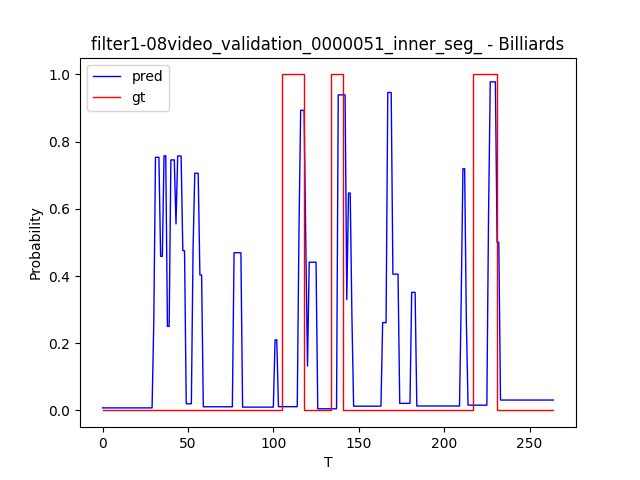 filter1-08video_validation_0000051_inner_seg_ - Billiards
pred
gt
1.0
0.8
0.6
0.4
0.2
0.0
Probability
0 50 100 150 200 250
T